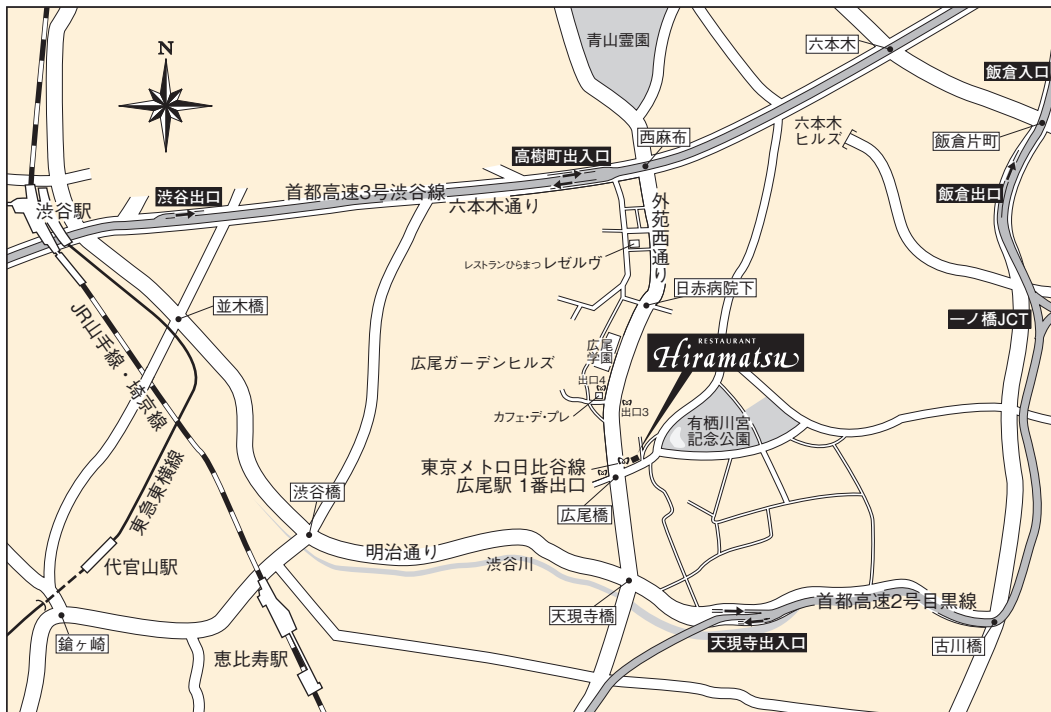 青山霊園
六本木
飯倉入口
N
六本木
ヒルズ
飯倉片町
西麻布
高樹町出入口
渋谷出口
首都高速3号渋谷線
六本木通り
飯倉出口
渋谷駅
外苑西通り
レストランひらまつ レゼルヴ
日赤病院下
並木橋
一ノ橋JCT
RESTAURANT
Hiramatsu
JR山手線・埼京線
広尾
学園
広尾ガーデンヒルズ
出口4
出口3
カフェ・デ・プレ
有栖川宮
記念公園
東京メトロ日比谷線
広尾駅 1番出口
渋谷橋
広尾橋
東急東横線
明治通り
渋谷川
代官山駅
天現寺橋
首都高速2号目黒線
鎗ヶ崎
恵比寿駅
天現寺出入口
古川橋